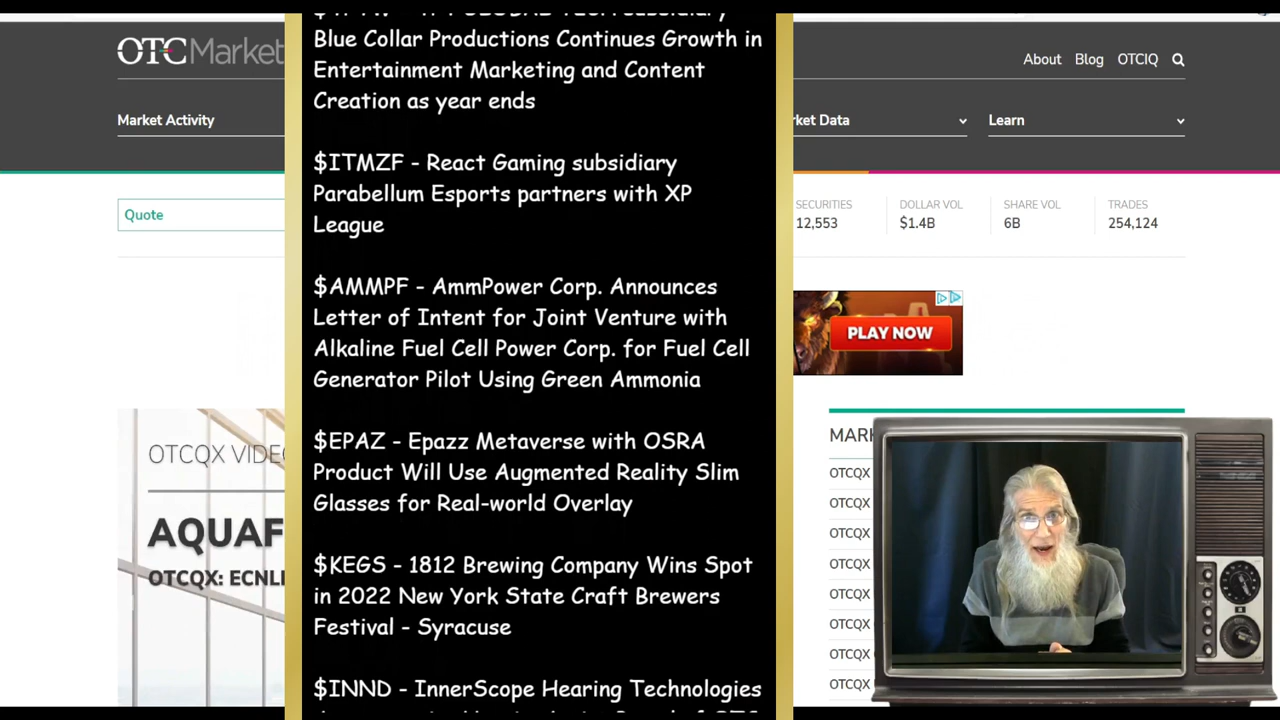 OTC Market
About
Blog
OTCIQ
Market Activity
rket Data
Learn
Quote
SECURITIES
12,553
DOLLAR VOL
$1.4B
SHARE VOL
6B
TRADES
254,124
Blue Collar Productions Continues Growth in
Entertainment Marketing and Content
Creation as year ends
$ITMZF - React Gaming subsidiary
Parabellum Esports partners with XP
League
$AMMPF - AmmPower Corp. Announces
Letter of Intent for Joint Venture with
Alkaline Fuel Cell Power Corp. for Fuel Cell
Generator Pilot Using Green Ammonia
$EPAZ - Epazz Metaverse with OSRA
Product Will Use Augmented Reality Slim
Glasses for Real-world Overlay
$KEGS - 1812 Brewing Company Wins Spot
in 2022 New York State Craft Brewers
Festival - Syracuse
$INND - InnerScope Hearing Technologies
PLAY NOW
OTCQX VIDE
AQUAF
OTCQX: ECNL
MARK
OTCQX
OTCQX
OTCQX
OTCQX
OTCQX
OTCQX
OTCQX
OTCQX